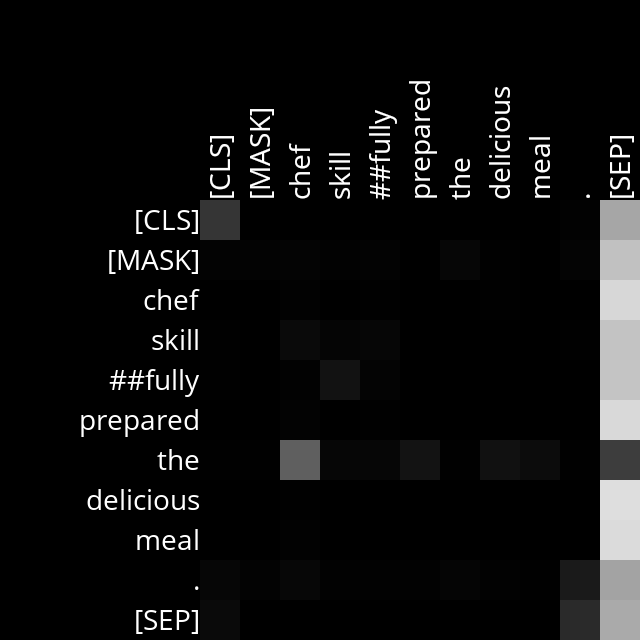 [CLS]
[MASK]
chef
skill
##fully
prepared
the
delicious
meal
.
[SEP]
[CLS]
[MASK]
chef
skill
##fully
prepared
the
delicious
meal
.
[SEP]